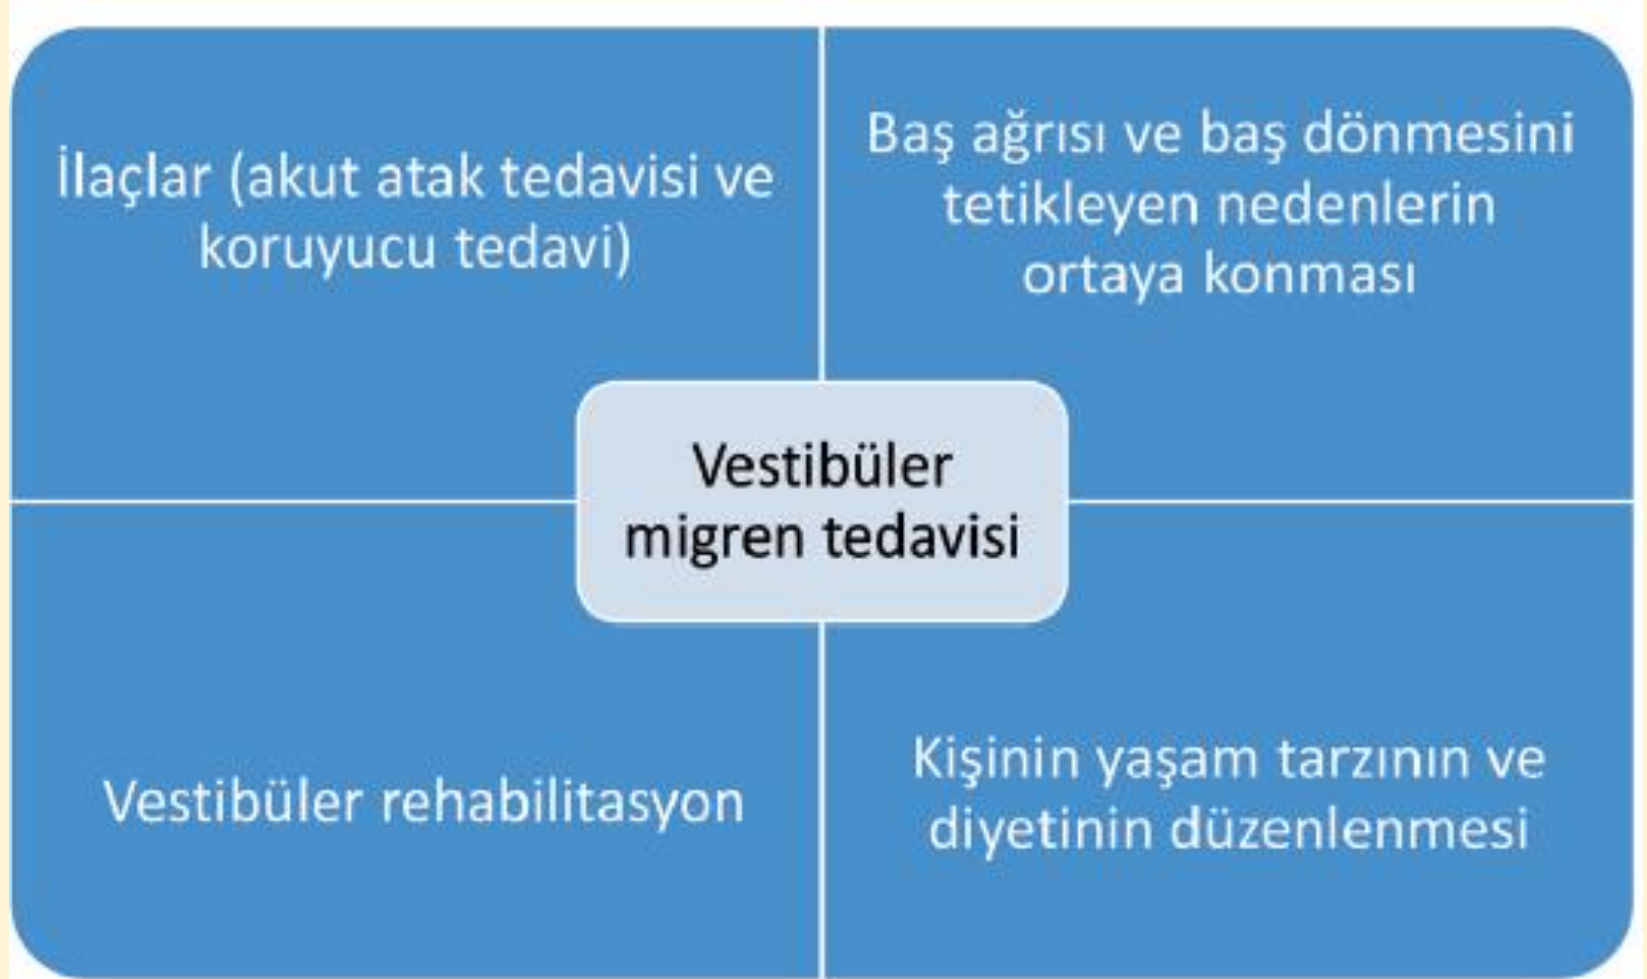 İlaçlar (akut atak tedavisi ve
koruyucu tedavi)
Baş ağrısı ve baş dönmesini
tetikleyen nedenlerin
ortaya konması
Vestibüler
migren tedavisi
Vestibüler rehabilitasyon
Kişinin yaşam tarzının ve
diyetinin düzenlenmesi